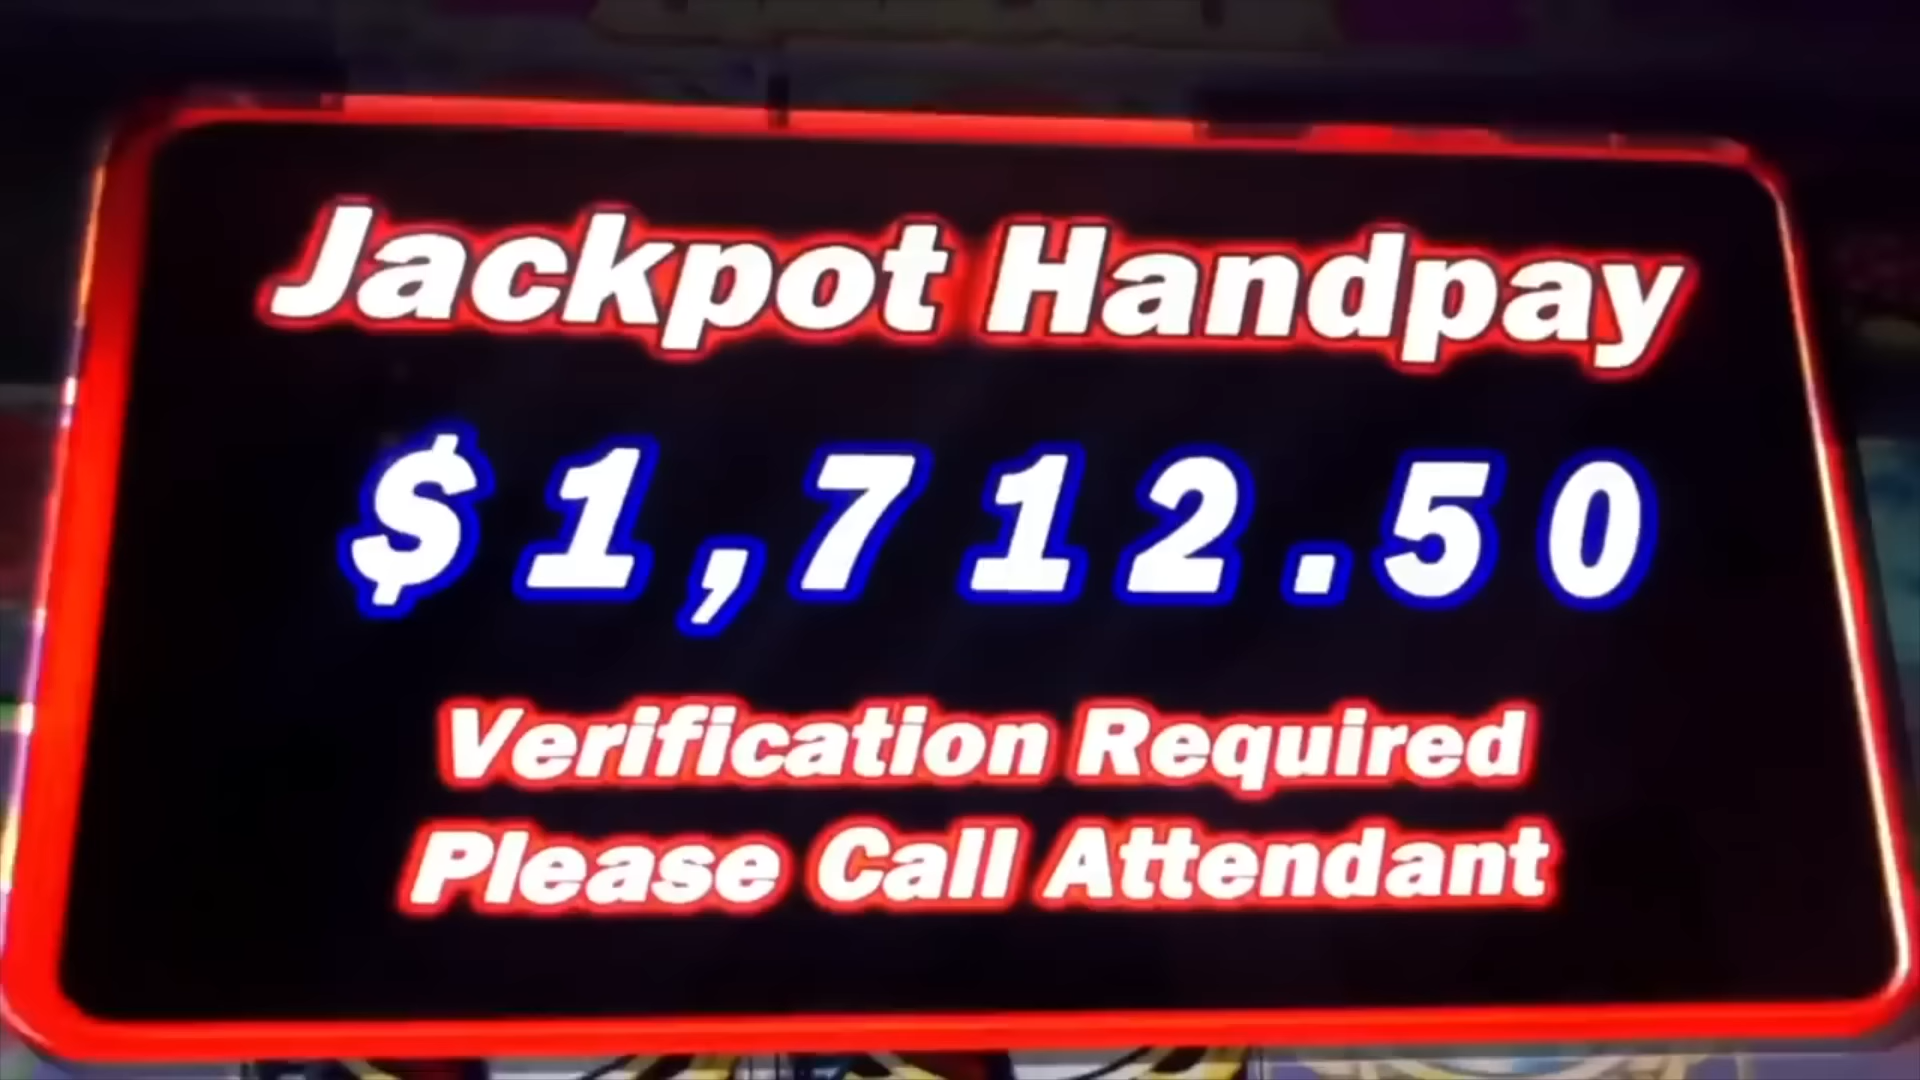 Jackpot Handpay
$1,712.50
Verification Required
Please Call Attendant